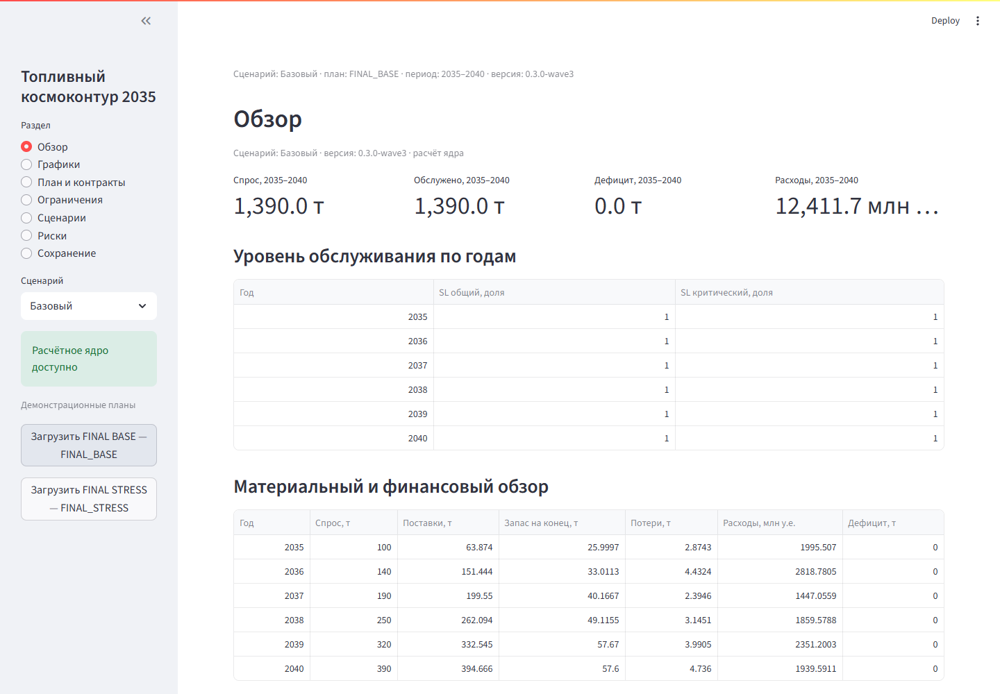 Deploy
Топливный
космоконтур 2035
Раздел
Обзор
Графики
План и контракты
Ограничения
Сценарии
Риски
Сохранение
Сценарий
Базовый
Расчётное ядро
доступно
Демонстрационные планы
Загрузить FINAL BASE —
FINAL_BASE
Загрузить FINAL STRESS
— FINAL_STRESS
Сценарий: Базовый · план: FINAL_BASE · период: 2035–2040 · версия: 0.3.0-wave3
Обзор
Сценарий: Базовый · версия: 0.3.0-wave3 · расчёт ядра
Спрос, 2035–2040 Обслужено, 2035–2040 Дефицит, 2035–2040 Расходы, 2035–2040
1,390.0 т 1,390.0 т 0.0 т 12,411.7 млн …
Уровень обслуживания по годам
Год SL общий, доля SL критический, доля
2035 1 1
2036 1 1
2037 1 1
2038 1 1
2039 1 1
2040 1 1
Материальный и финансовый обзор
Год Спрос, т Поставки, т Запас на конец, т Потери, т Расходы, млн у.е. Дефицит, т
2035 100 63.874 25.9997 2.8743 1995.507 0
2036 140 151.444 33.0113 4.4324 2818.7805 0
2037 190 199.55 40.1667 2.3946 1447.0559 0
2038 250 262.094 49.1155 3.1451 1859.5788 0
2039 320 332.545 57.67 3.9905 2351.2003 0
2040 390 394.666 57.6 4.736 1939.5911 0